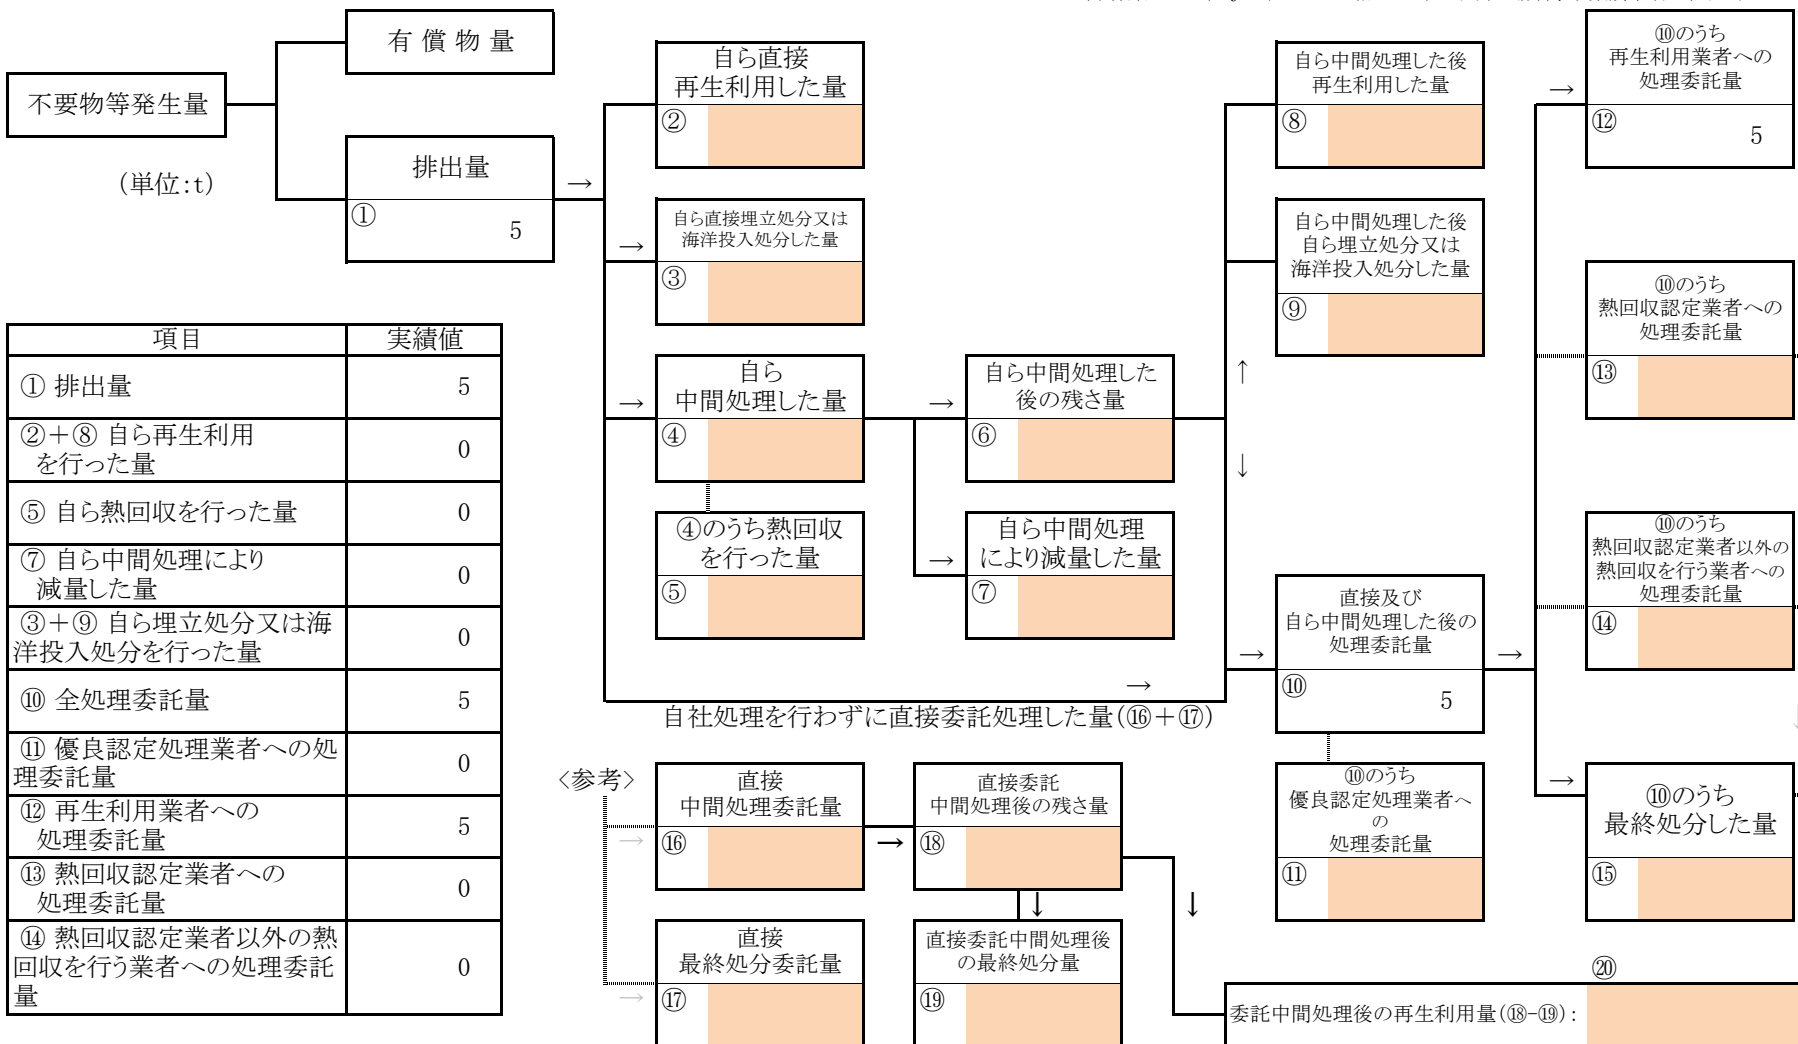 有 償 物 量
不要物等発生量
(単位:t)
排出量
①
5
→
自ら直接
再生利用した量
②
→
自ら直接埋立処分又は
海洋投入処分した量
③
→
自ら
中間処理した量
④
④のうち熱回収
を行った量
⑤
→
自ら中間処理した
後の残さ量
⑥
→
自ら中間処理
により減量した量
⑦
自ら中間処理した後
再生利用した量
⑧
自ら中間処理した後
自ら埋立処分又は
海洋投入処分した量
⑨
↑
↓
→
自社処理を行わずに直接委託処理した量(⑯+⑰)
→
直接及び
自ら中間処理した後の
処理委託量
⑩
5
→
⑩のうち
優良認定処理業者へ
の
処理委託量
⑪
→
⑩のうち
再生利用業者への
処理委託量
⑫
5
⑩のうち
熱回収認定業者への
処理委託量
⑬
⑩のうち
熱回収認定業者以外の
熱回収を行う業者への
処理委託量
⑭
→
⑩のうち
最終処分した量
⑮
項目 実績値
① 排出量 5
②+⑧ 自ら再生利用
を行った量 0
⑤ 自ら熱回収を行った量 0
⑦ 自ら中間処理により
減量した量 0
③+⑨ 自ら埋立処分又は海
洋投入処分を行った量 0
⑩ 全処理委託量 5
⑪ 優良認定処理業者への処
理委託量 0
⑫ 再生利用業者への
処理委託量 5
⑬ 熱回収認定業者への
処理委託量 0
⑭ 熱回収認定業者以外の熱
回収を行う業者への処理委託
量 0
<参考>
→
直接
中間処理委託量
⑯
→
直接委託
中間処理後の残さ量
⑱
↓
↓
→
直接
最終処分委託量
⑰
直接委託中間処理後
の最終処分量
⑲
⑳
委託中間処理後の再生利用量(⑱-⑲):